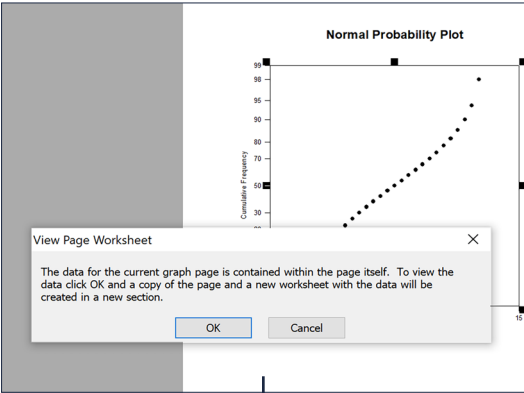 Normal Probability Plot
99
98
95
90
80
70
50
30
Cumulative Frequency
View Page Worksheet
The data for the current graph page is contained within the page itself. To view the
data click OK and a copy of the page and a new worksheet with the data will be
created in a new section.
OK
Cancel
15